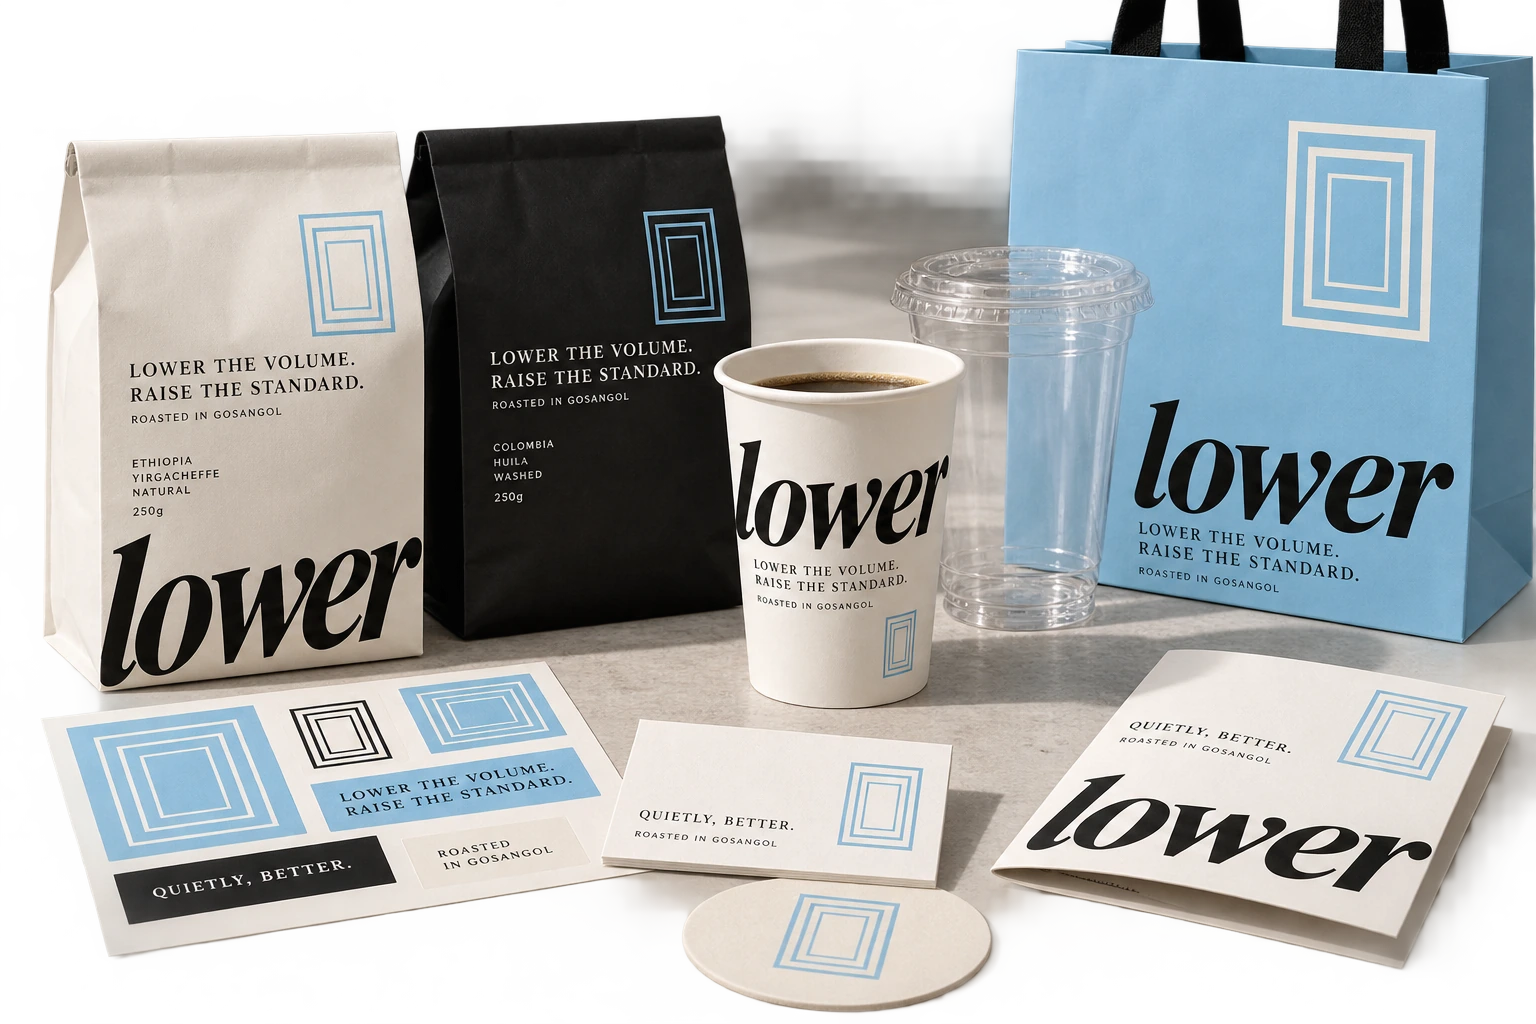 LOWER THE VOLUME.
RAISE THE STANDARD.
ROASTED IN GOSANGOL
ETHIOPIA
YIRGACHEFFE
NATURAL
250g
lower
LOWER THE VOLUME.
RAISE THE STANDARD.
ROASTED IN GOSANGOL
COLOMBIA
HUILA
WASHED
250g
lower
LOWER THE VOLUME.
RAISE THE STANDARD.
ROASTED IN GOSANGOL
lower
LOWER THE VOLUME.
RAISE THE STANDARD.
ROASTED IN GOSANGOL
LOWER THE VOLUME.
RAISE THE STANDARD.
QUIETLY, BETTER.
ROASTED
IN GOSANGOL
QUIETLY, BETTER.
ROASTED IN GOSANGOL
QUIETLY, BETTER.
ROASTED IN GOSANGOL
lower